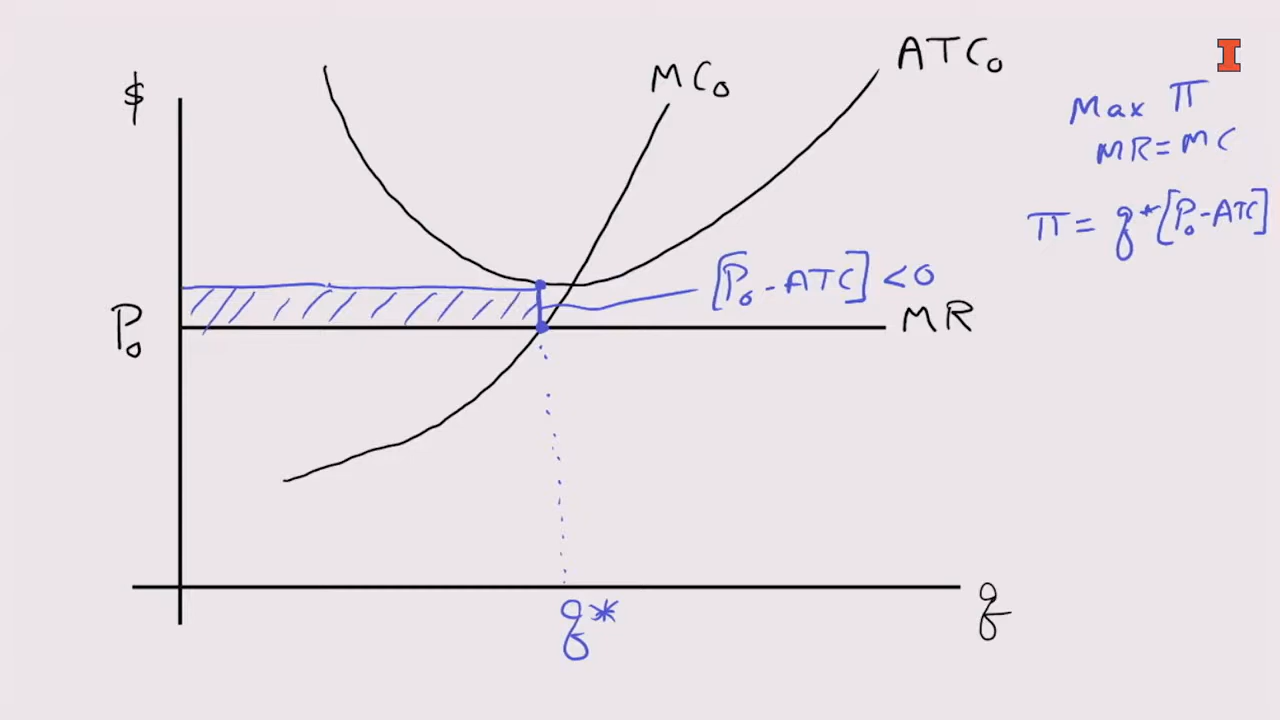 $
MC₀
ATC₀
I
Max π
MR = MC
π = q*[P₀-ATC]
[P₀-ATC] <0
P₀
MR
q*
q